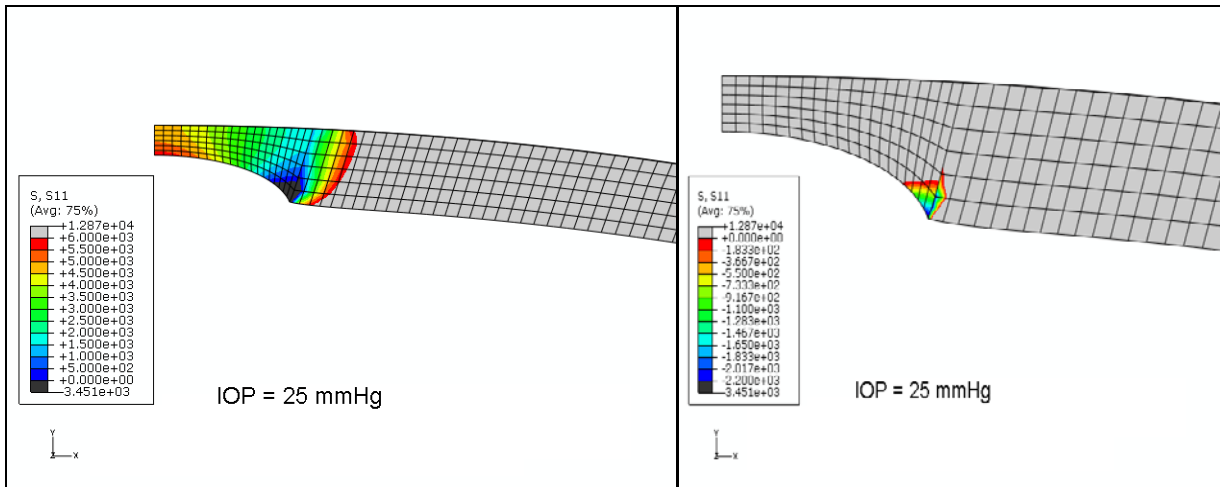 S, S11
(Avg: 75%)
+1.287e+04
+6.000e+03
+5.500e+03
+5.000e+03
+4.500e+03
+4.000e+03
+3.500e+03
+3.000e+03
+2.500e+03
+2.000e+03
+1.500e+03
+1.000e+03
+5.000e+02
+0.000e+00
-3.451e+03
IOP = 25 mmHg
Y
Z
X
S, S11
(Avg: 75%)
+1.287e+04
+0.000e+00
-1.833e+02
-3.667e+02
-5.500e+02
-7.333e+02
-9.167e+02
-1.100e+03
-1.283e+03
-1.467e+03
-1.650e+03
-1.833e+03
-2.017e+03
-2.200e+03
-3.451e+03
IOP = 25 mmHg
Y
Z
X